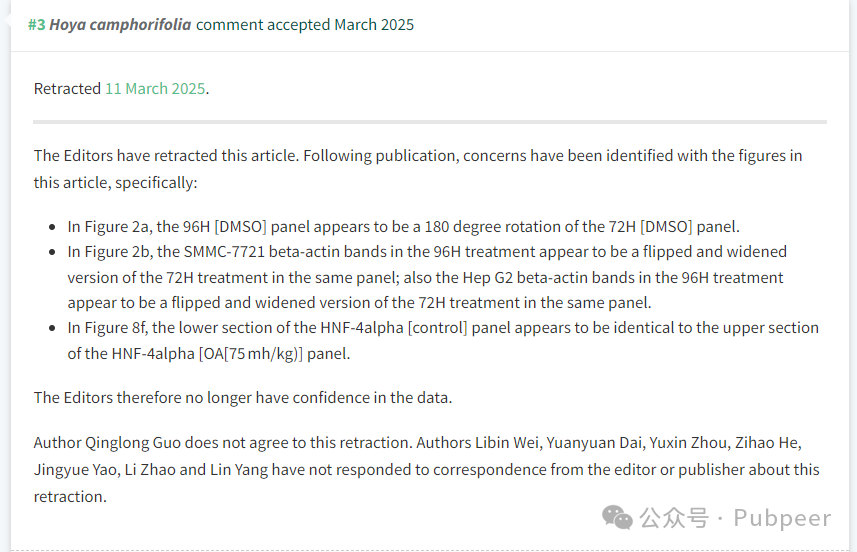 #3 Hoya camphorifolia comment accepted March 2025
Retracted 11 March 2025.
The Editors have retracted this article. Following publication, concerns have been identified with the figures in
this article, specifically:
• In Figure 2a, the 96H [DMSO] panel appears to be a 180 degree rotation of the 72H [DMSO] panel.
• In Figure 2b, the SMMC-7721 beta-actin bands in the 96H treatment appear to be a flipped and widened
version of the 72H treatment in the same panel; also the Hep G2 beta-actin bands in the 96H treatment
appear to be a flipped and widened version of the 72H treatment in the same panel.
• In Figure 8f, the lower section of the HNF-4alpha [control] panel appears to be identical to the upper section
of the HNF-4alpha [OA[75 mh/kg)] panel.
The Editors therefore no longer have confidence in the data.
Author Qinglong Guo does not agree to this retraction. Authors Libin Wei, Yuanyuan Dai, Yuxin Zhou, Zihao He,
Jingyue Yao, Li Zhao and Lin Yang have not responded to correspondence from the editor or publisher about this
retraction.
公众号 · Pubpeer